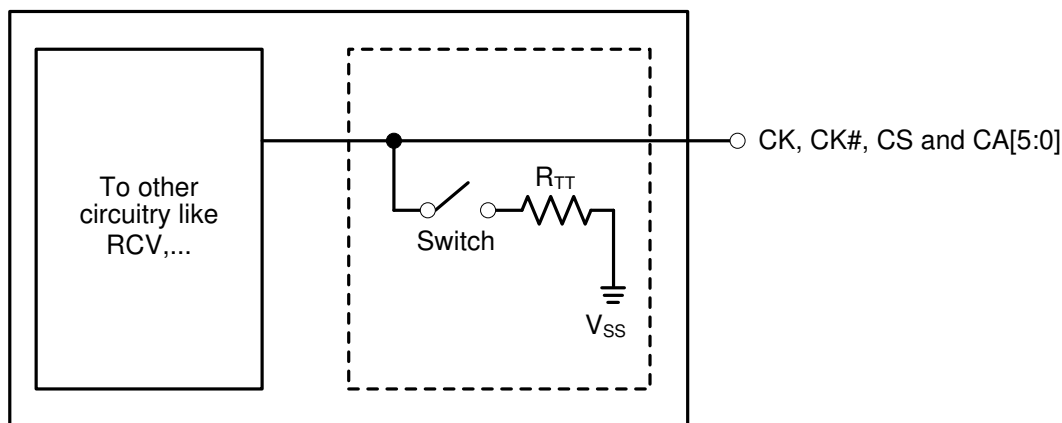 To other
circuitry like
RCV,...
CK, CK#, CS and CA[5:0]
RTT
Switch
VSS